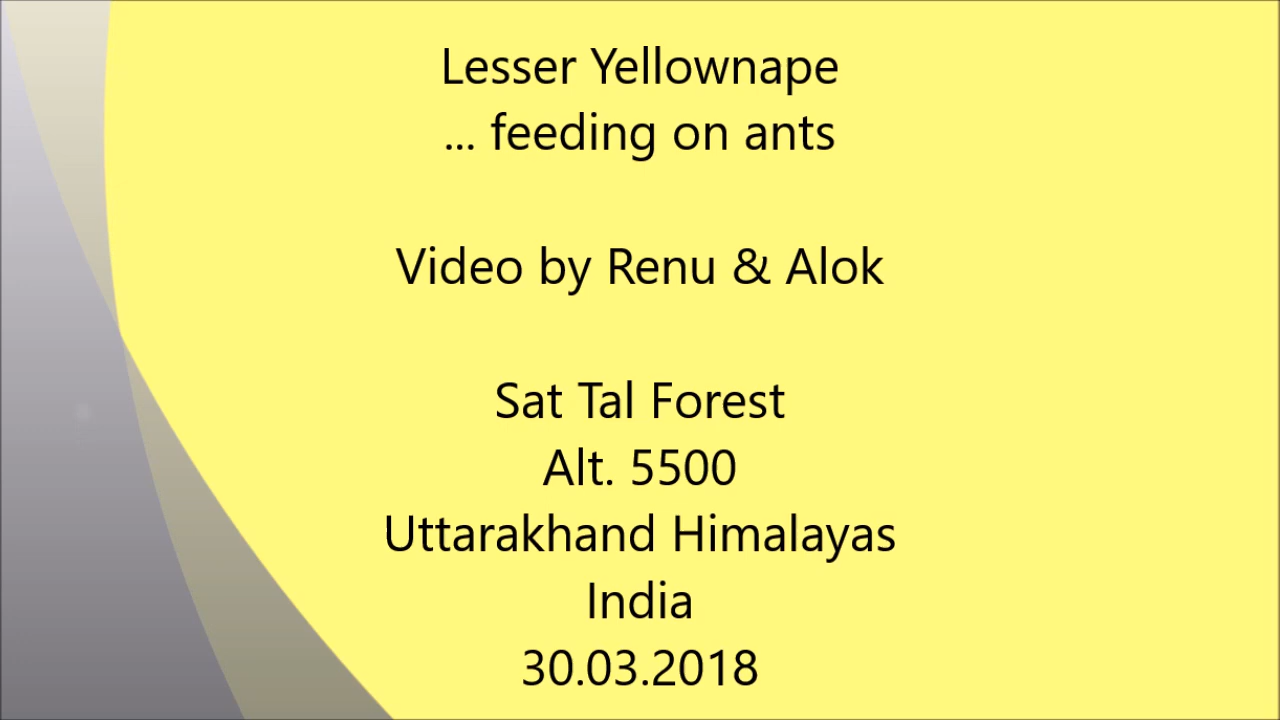 Lesser Yellownape
... feeding on ants
Video by Renu & Alok
Sat Tal Forest
Alt. 5500
Uttarakhand Himalayas
India
30.03.2018